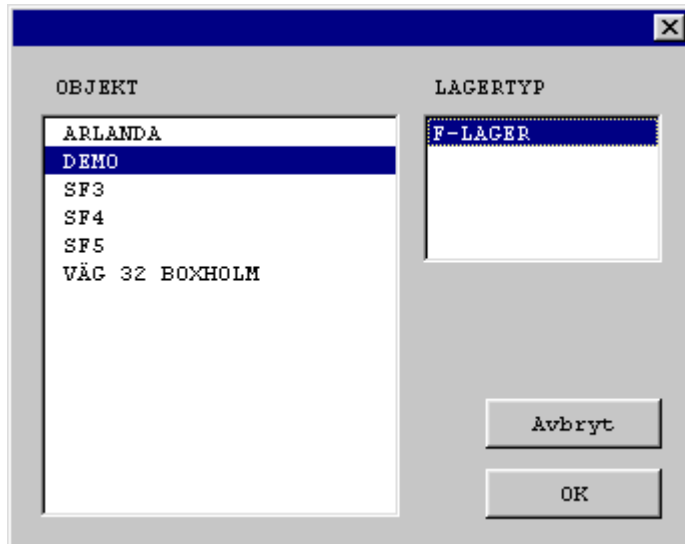 OBJEKT
LAGERTYP
ARLANDA
DEMO
SF3
SF4
SF5
VÄG 32 BOXHOLM
F-LAGER
Avbryt
OK